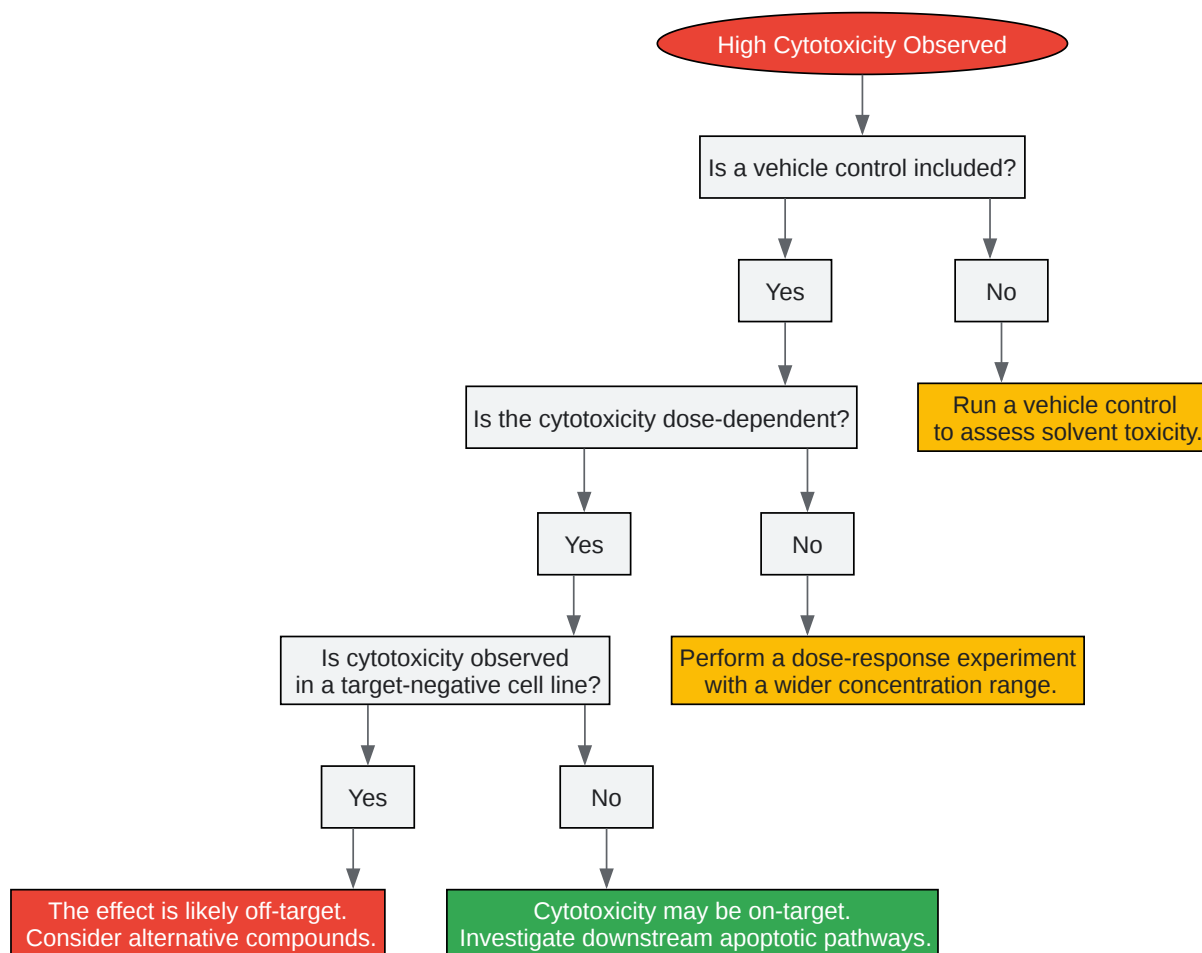 High Cytotoxicity Observed
Is a vehicle control included?
Yes
No
Is the cytotoxicity dose-dependent?
Run a vehicle control
to assess solvent toxicity.
Yes
No
Is cytotoxicity observed
in a target-negative cell line?
Perform a dose-response experiment
with a wider concentration range.
Yes
No
The effect is likely off-target.
Consider alternative compounds.
Cytotoxicity may be on-target.
Investigate downstream apoptotic pathways.